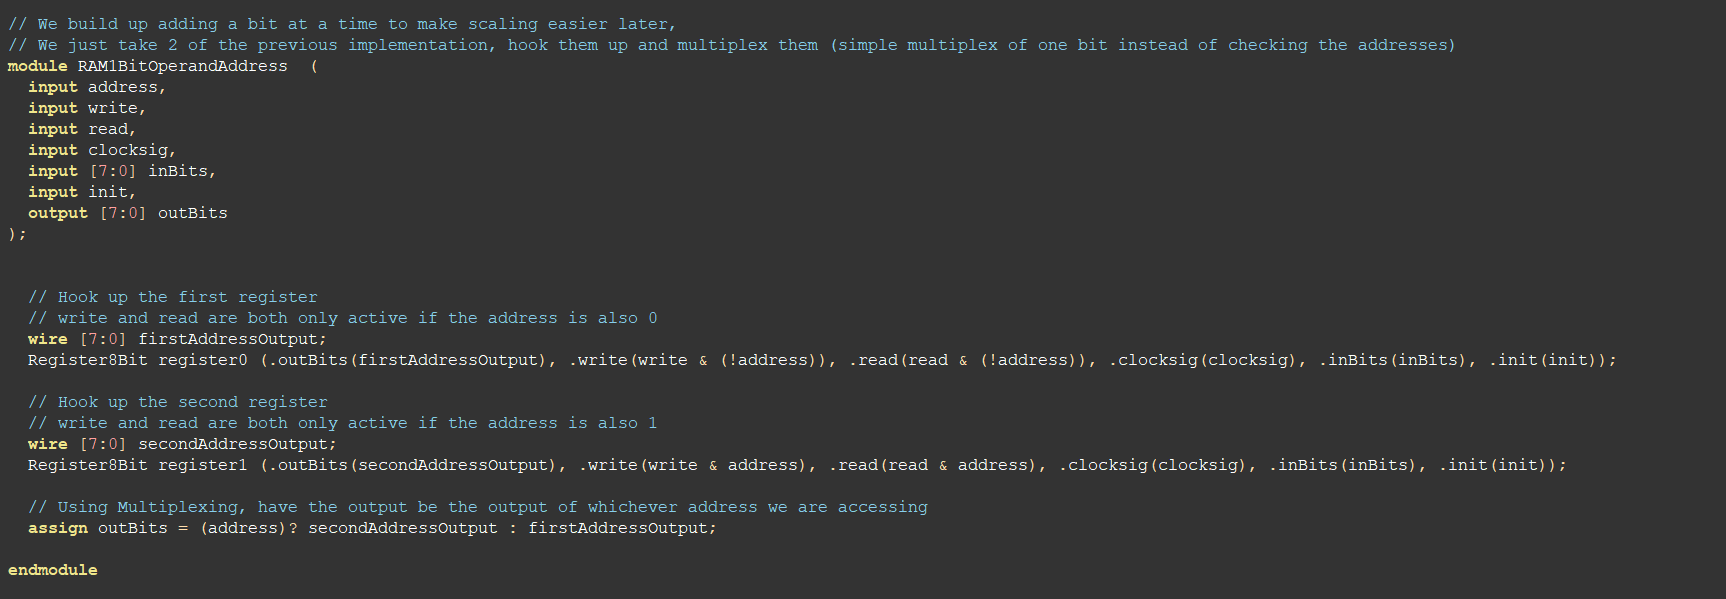 // We build up adding a bit at a time to make scaling easier later,
// We just take 2 of the previous implementation, hook them up and multiplex them (simple multiplex of one bit instead of checking the addresses)
module RAM1BitOperandAddress  (
  input address,
  input write,
  input read,
  input clocksig,
  input [7:0] inBits,
  input init,
  output [7:0] outBits
);
  // Hook up the first register
  // write and read are both only active if the address is also 0
  wire [7:0] firstAddressOutput;
  Register8Bit register0 (.outBits(firstAddressOutput), .write(write & (!address)), .read(read & (!address)), .clocksig(clocksig), .inBits(inBits), .init(init));
  // Hook up the second register
  // write and read are both only active if the address is also 1
  wire [7:0] secondAddressOutput;
  Register8Bit register1 (.outBits(secondAddressOutput), .write(write & address), .read(read & address), .clocksig(clocksig), .inBits(inBits), .init(init));
  // Using Multiplexing, have the output be the output of whichever address we are accessing
  assign outBits = (address)? secondAddressOutput : firstAddressOutput;
endmodule